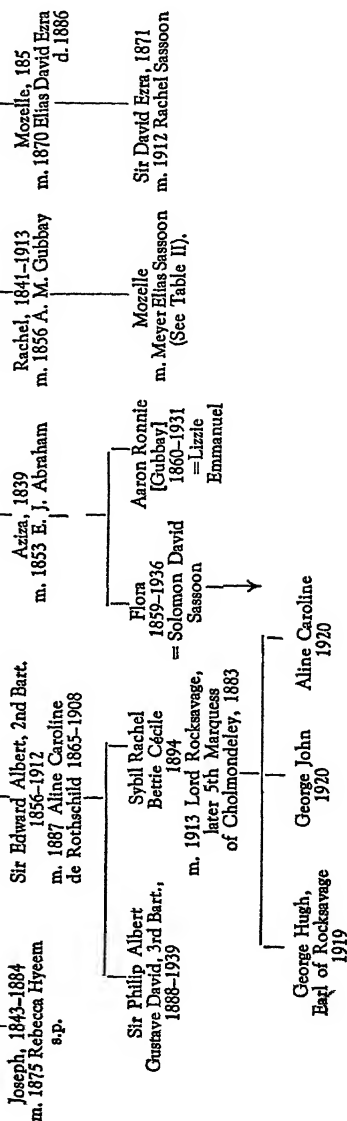 Joseph, 1843–1884
m. 1875 Rebecca Hyeem
s.p.
Sir Edward Albert, 2nd Bart.
1856–1912
m. 1887 Aline Caroline
de Rothschild 1865–1908
Aziza, 1839
m. 1853 E. J. Abraham
Rachel, 1841–1913
m. 1856 A. M. Gubbay
Mozelle, 185
m. 1870 Elias David Ezra
d. 1886
Sir Philip Albert
Gustave David, 3rd Bart.,
1888–1939
Sybil Rachel
Bettie Cécile
1894
m. 1913 Lord Rocksavage,
later 5th Marquess
of Cholmondeley, 1883
Flora
1859–1936
= Solomon David
Sassoon
Aaron Ronnie
[Gubbay]
1860–1931
=Lizzie
Emmanuel
Mozelle
m. Meyer Elias Sassoon
(See Table II).
Sir David Ezra, 1871
m. 1912 Rachel Sassoon
George Hugh,
Earl of Rocksavage
1919
George John
1920
Aline Caroline
1920